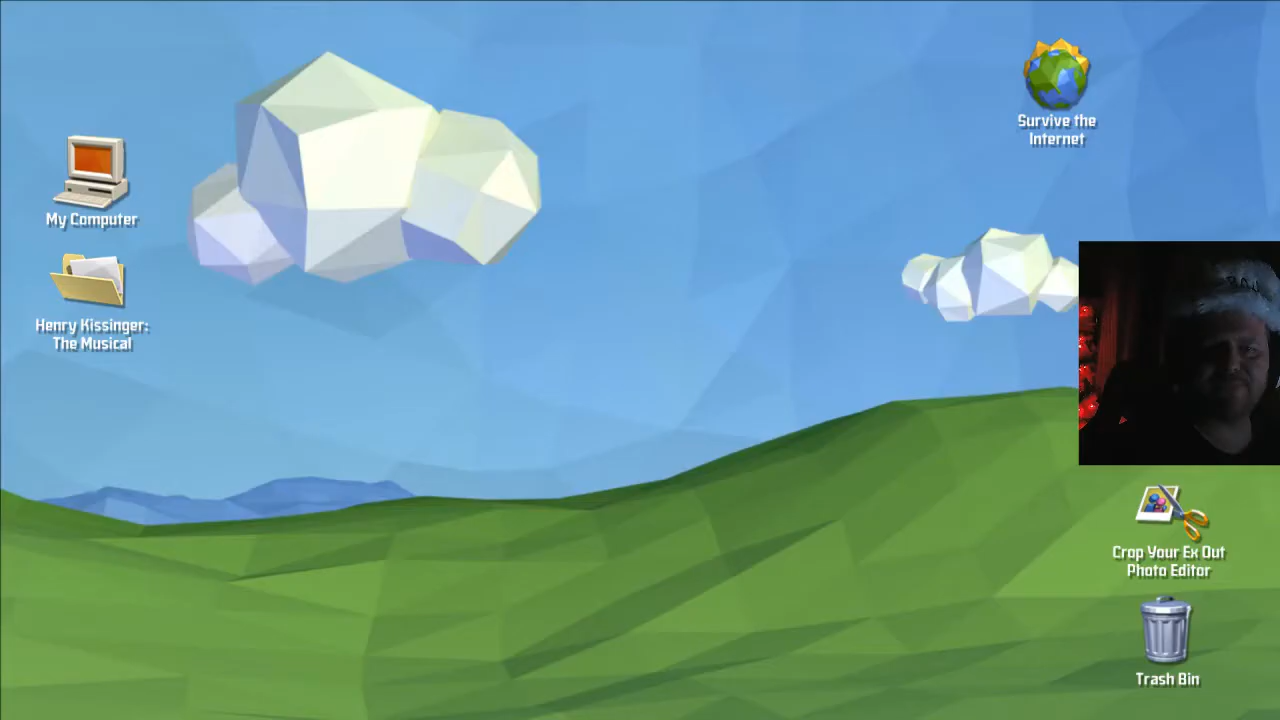 Survive the
Internet
My Computer
Henry Kissinger:
The Musical
Crop Your Ex Out
Photo Editor
Trash Bin